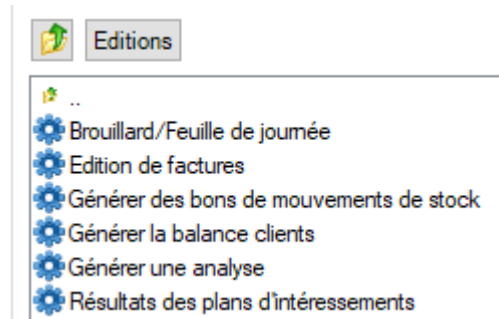 Editions
..
Brouillard/Feuille de journée
Edition de factures
Générer des bons de mouvements de stock
Générer la balance clients
Générer une analyse
Résultats des plans d'intéressements